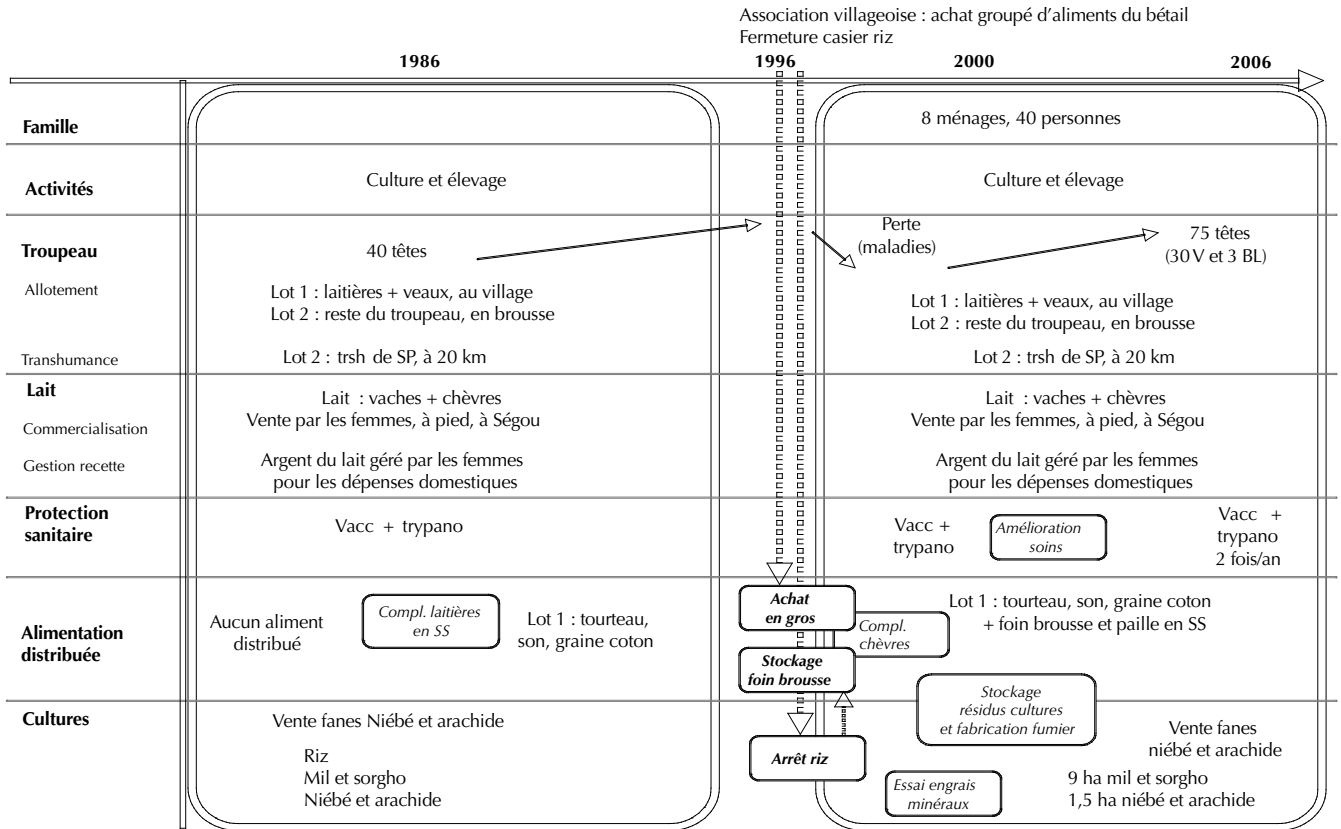 Association villageoise : achat groupé d’aliments du bétail
Fermeture casier riz
1986
1996
2000
2006
Famille
8 ménages, 40 personnes
Activités
Culture et élevage
Culture et élevage
Troupeau
40 têtes
Perte
(maladies)
75 têtes
(30 V et 3 BL)
Allotement
Lot 1 : laitières + veaux, au village
Lot 2 : reste du troupeau, en brousse
Lot 1 : laitières + veaux, au village
Lot 2 : reste du troupeau, en brousse
Transhumance
Lot 2 : trsh de SP, à 20 km
Lot 2 : trsh de SP, à 20 km
Lait
Lait : vaches + chèvres
Lait : vaches + chèvres
Commercialisation
Vente par les femmes, à pied, à Ségou
Vente par les femmes, à pied, à Ségou
Gestion recette
Argent du lait géré par les femmes
pour les dépenses domestiques
Argent du lait géré par les femmes
pour les dépenses domestiques
Protection
sanitaire
Vacc + trypano
Vacc +
trypano
Amélioration
soins
Vacc +
trypano
2 fois/an
Alimentation
distribuée
Aucun aliment
distribué
Compl. laitières
en SS
Lot 1 : tourteau,
son, graine coton
Achat
en gros
Compl.
chèvres
Lot 1 : tourteau, son, graine coton
+ foin brousse et paille en SS
Stockage
foin brousse
Stockage
résidus cultures
et fabrication fumier
Cultures
Vente fanes Niébé et arachide
Riz
Mil et sorgho
Niébé et arachide
Arrêt riz
Essai engrais
minéraux
Vente fanes
niébé et arachide
9 ha mil et sorgho
1,5 ha niébé et arachide